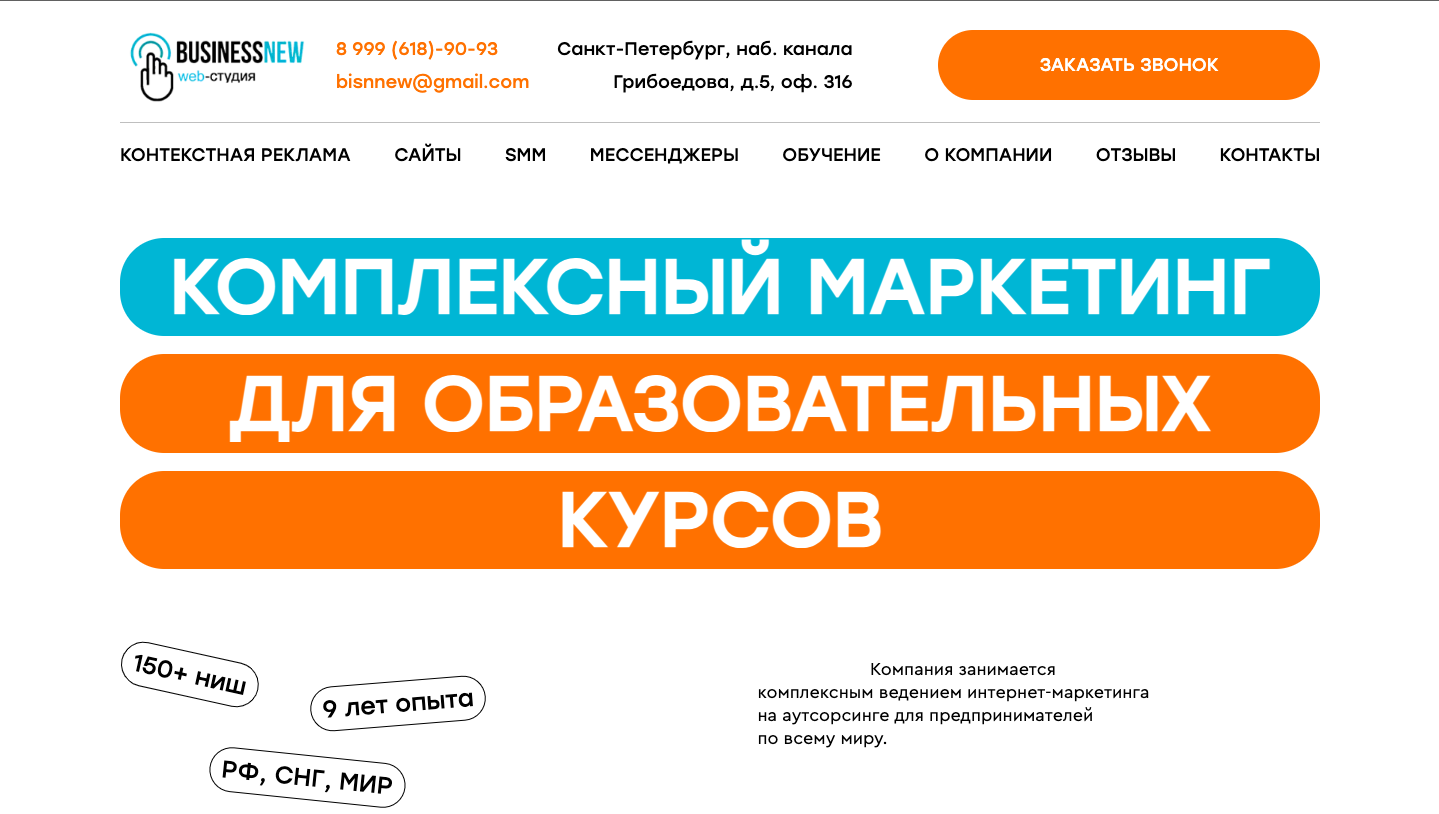 BUSINESSNEW
web-студия
8 999 (618)-90-93
bisnnew@gmail.com
Санкт-Петербург, наб. канала
Грибоедова, д.5, оф. 316
ЗАКАЗАТЬ ЗВОНОК
КОНТЕКСТНАЯ РЕКЛАМА САЙТЫ SMM МЕССЕНДЖЕРЫ ОБУЧЕНИЕ О КОМПАНИИ ОТЗЫВЫ КОНТАКТЫ
КОМПЛЕКСНЫЙ МАРКЕТИНГ
ДЛЯ ОБРАЗОВАТЕЛЬНЫХ
КУРСОВ
150+ ниш
9 лет опыта
РФ, СНГ, МИР
Компания занимается
комплексным ведением интернет-маркетинга
на аутсорсинге для предпринимателей
по всему миру.